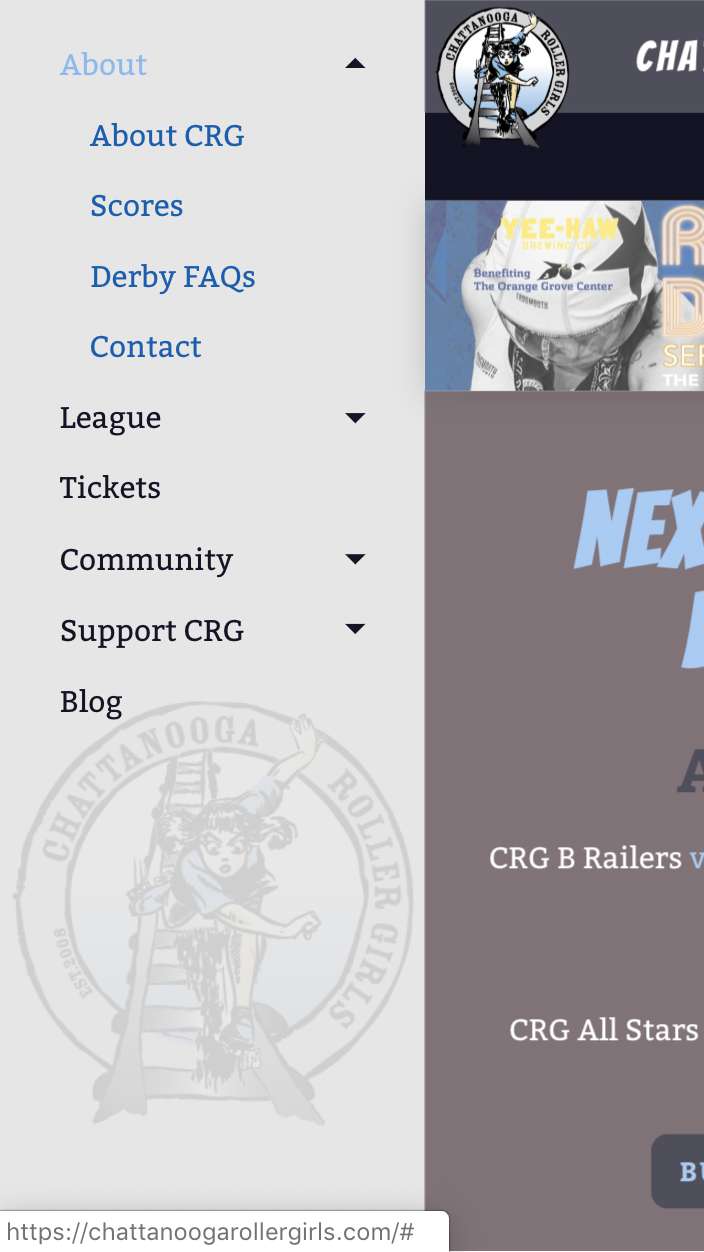 About
About CRG
Scores
Derby FAQs
Contact
League
Tickets
Community
Support CRG
Blog
CHATTANOOGA ROLLER GIRLS
EST. 2008
https://chattanoogarollergirls.com/#
CHATTANOOGA ROLLER GIRLS
EST. 2008
CHA
YEE-HAW
BREWING CO
Benefiting
The Orange Grove Center
R
D
SEP
THE
NEX
A
CRG B Railers v
CRG All Stars
BU